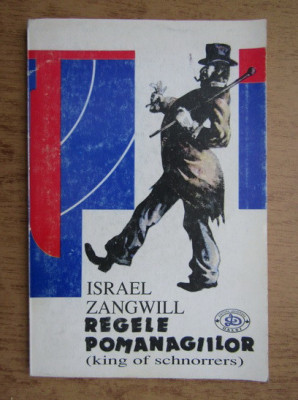 ISRAEL
ZANGWILL
REGELE
POMANAGIILOR
(king of schnorrers)